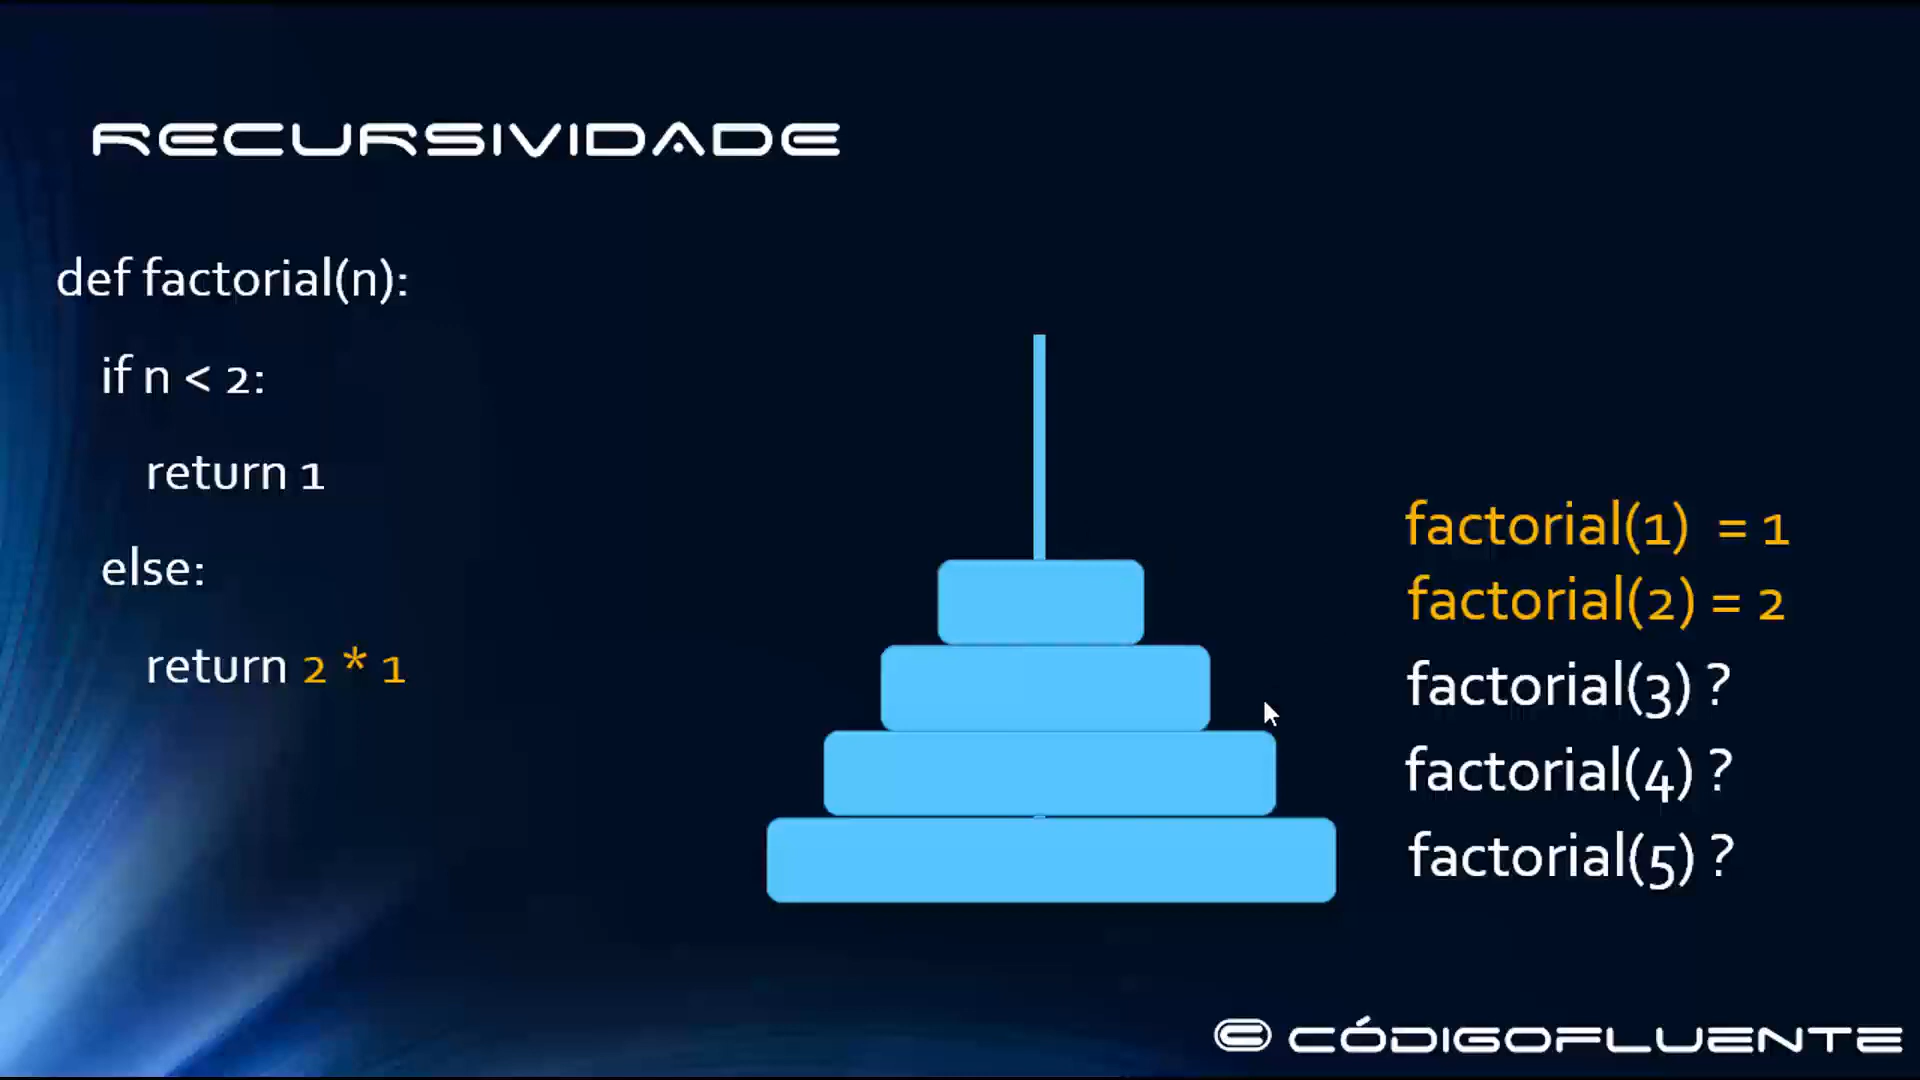 RECURSIVIDADE
def factorial(n):
if n < 2:
return 1
else:
return 2 * 1
factorial(1) = 1
factorial(2) = 2
factorial(3) ?
factorial(4) ?
factorial(5) ?
CÓDIGOFLUENTE